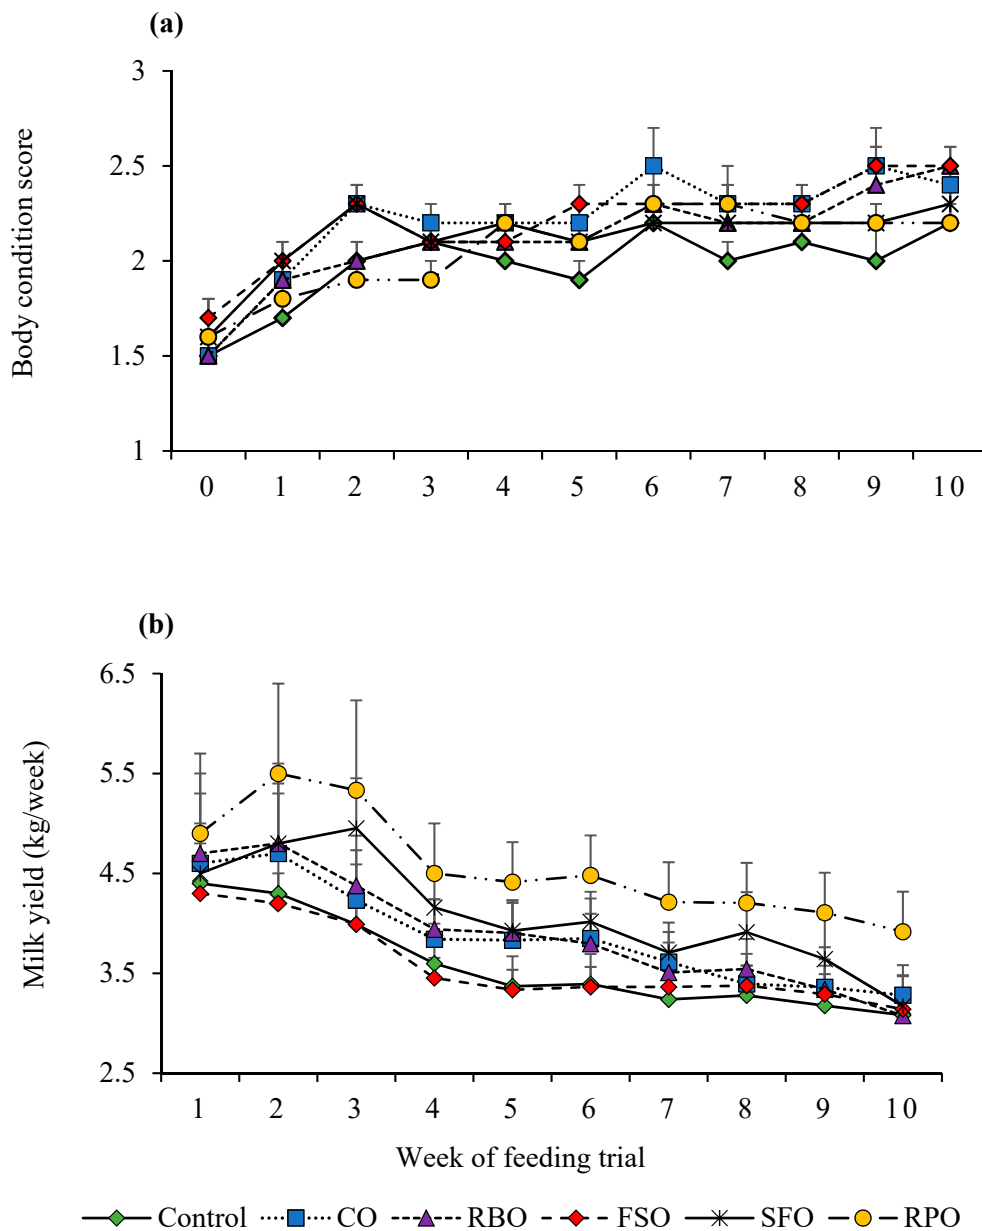 (a)
Body condition score
3
2.5
2
1.5
1
0 1 2 3 4 5 6 7 8 9 10
(b)
Milk yield (kg/week)
6.5
5.5
4.5
3.5
2.5
1 2 3 4 5 6 7 8 9 10
Week of feeding trial
Control CO RBO FSO SFO RPO